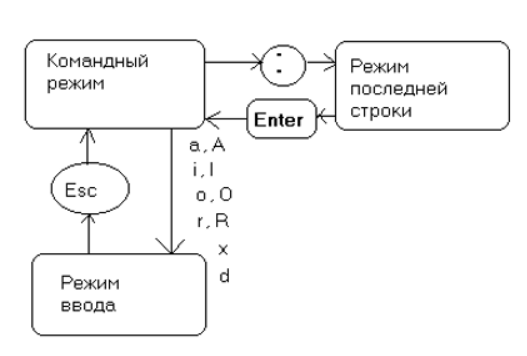 Командный
режим
:
Режим
последней
строки
Enter
a, A
i, I
o, O
r, R
x
d
Esc
Режим
ввода